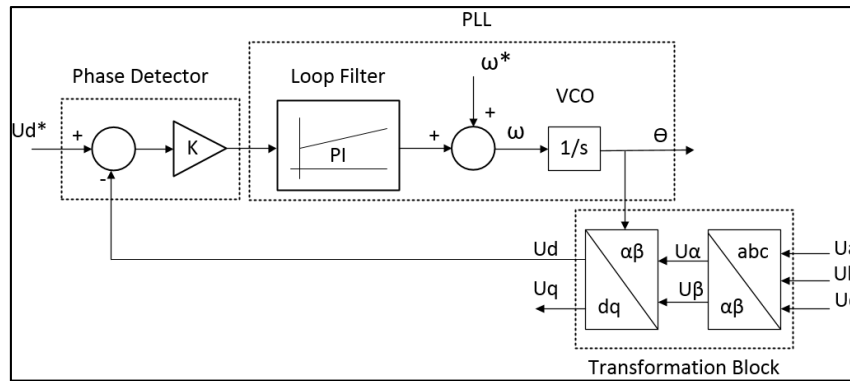 PLL
Phase Detector
Loop Filter
ω*
VCO
Ud*
+
-
K
PI
+
+
ω
1/s
Ө
Ud
αβ
Uα
abc
Uq
dq
Uβ
αβ
Transformation Block